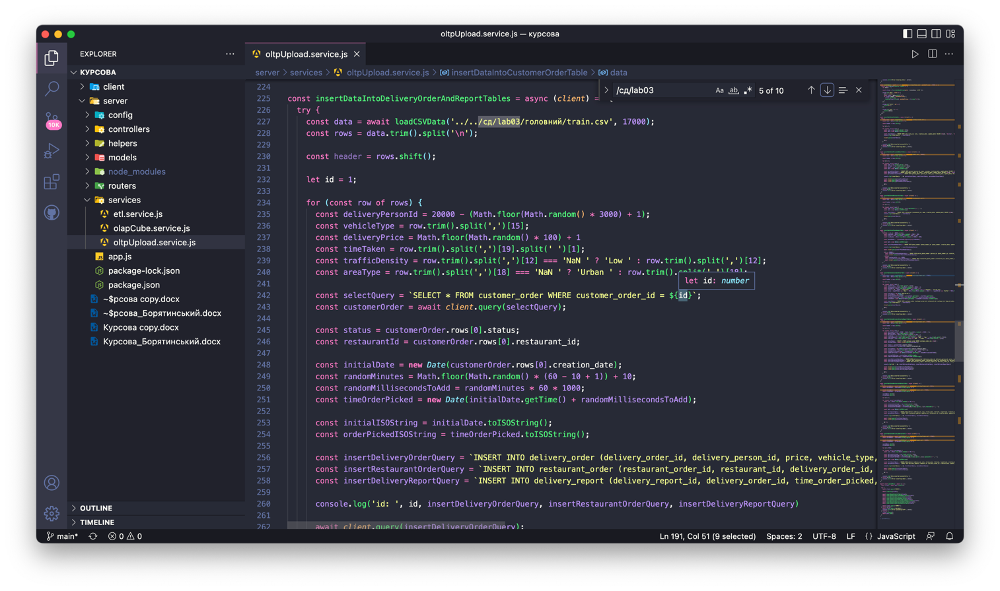 oltpUpload.service.js — курсова
EXPLORER
КУРСОВА
client
server
config
controllers
helpers
models
node_modules
routers
services
etl.service.js
olapCube.service.js
oltpUpload.service.js
app.js
package-lock.json
package.json
~$рсова copy.docx
~$рсова_Борятинський.docx
Курсова copy.docx
Курсова_Борятинський.docx
OUTLINE
TIMELINE
10K
oltpUpload.service.js
server > services > oltpUpload.service.js > insertDataIntoCustomerOrderTable > data
/сд/lab03 Aa ab 5 of 10
224
225 const insertDataIntoDeliveryOrderAndReportTables = async (client) =
226 try {
227 const data = await loadCSVData('../../сд/lab03/головний/train.csv', 17000);
228 const rows = data.trim().split('\n');
229
230 const header = rows.shift();
231
232 let id = 1;
233
234 for (const row of rows) {
235 const deliveryPersonId = 20000 - (Math.floor(Math.random() * 3000) + 1);
236 const vehicleType = row.trim().split(',')[15];
237 const deliveryPrice = Math.floor(Math.random() * 100) + 1
238 const timeTaken = row.trim().split(',')[19].split(' ')[1];
239 const trafficDensity = row.trim().split(',')[12] === 'NaN ' ? 'Low ' : row.trim().split(',')[12];
240 const areaType = row.trim().split(',')[18] === 'NaN ' ? 'Urban ' : row.trim().split(',')[18];
let id: number
241
242 const selectQuery = `SELECT * FROM customer_order WHERE customer_order_id = ${id}`;
243 const customerOrder = await client.query(selectQuery);
244
245 const status = customerOrder.rows[0].status;
246 const restaurantId = customerOrder.rows[0].restaurant_id;
247
248 const initialDate = new Date(customerOrder.rows[0].creation_date);
249 const randomMinutes = Math.floor(Math.random() * (60 - 10 + 1)) + 10;
250 const randomMillisecondsToAdd = randomMinutes * 60 * 1000;
251 const timeOrderPicked = new Date(initialDate.getTime() + randomMillisecondsToAdd);
252
253 const initialISOString = initialDate.toISOString();
254 const orderPickedISOString = timeOrderPicked.toISOString();
255
256 const insertDeliveryOrderQuery = `INSERT INTO delivery_order (delivery_order_id, delivery_person_id, price, vehicle_type,
257 const insertRestaurantOrderQuery = `INSERT INTO restaurant_order (restaurant_order_id, restaurant_id, delivery_order_id,
258 const insertDeliveryReportQuery = `INSERT INTO delivery_report (delivery_report_id, delivery_order_id, time_order_picked,
259
260 console.log('id: ', id, insertDeliveryOrderQuery, insertRestaurantOrderQuery, insertDeliveryReportQuery)
261
262 await client.query(insertDeliveryOrderQuery);
main* 0 0 Ln 191, Col 51 (9 selected) Spaces: 2 UTF-8 LF {} JavaScript